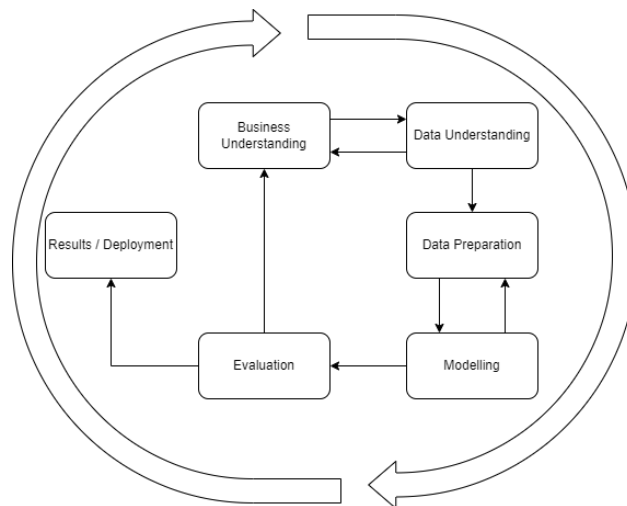 Business
Understanding
Data Understanding
Results / Deployment
Data Preparation
Evaluation
Modelling